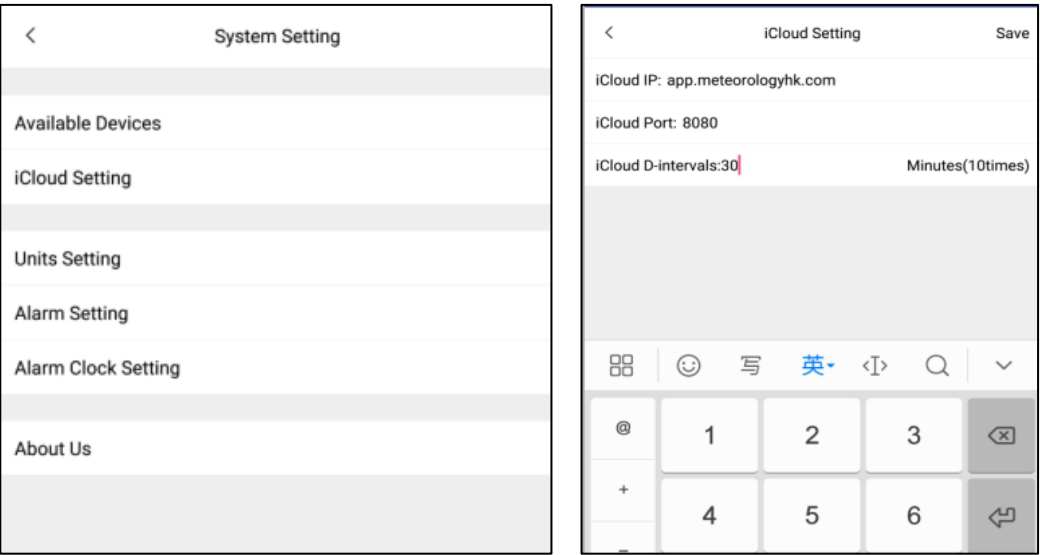 System Setting
Available Devices
iCloud Setting
Units Setting
Alarm Setting
Alarm Clock Setting
About Us
iCloud Setting Save
iCloud IP: app.meteorologyhk.com
iCloud Port: 8080
iCloud D-intervals:30 Minutes(10times)
写 英
@ 1 2 3
+ 4 5 6
-